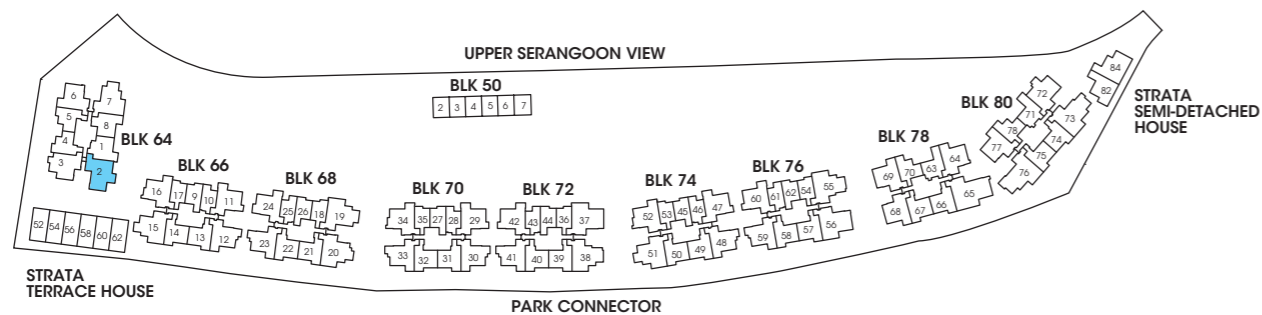 UPPER SERANGOON VIEW
BLK 50
2 3 4 5 6 7
BLK 64
6 7
5 8
4 1
3 2
BLK 66
16 17 9 10 11
15 14 13 12
BLK 68
24 25 26 18 19
23 22 21 20
BLK 70
34 35 27 28 29
33 32 31 30
BLK 72
42 43 44 36 37
41 40 39 38
BLK 74
52 53 45 46 47
51 50 49 48
BLK 76
60 61 62 54 55
59 58 57 56
BLK 78
69 70 63 64
68 67 66 65
BLK 80
72
71 73
78 74
77 75
76
84
82
STRATA
SEMI-DETACHED
HOUSE
52 54 56 58 60 62
STRATA
TERRACE HOUSE
PARK CONNECTOR